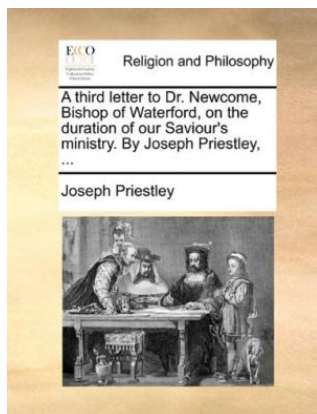 ECCO
Religion and Philosophy
A third letter to Dr. Newcome,
Bishop of Waterford, on the
duration of our Saviour's
ministry. By Joseph Priestley,
...
Joseph Priestley